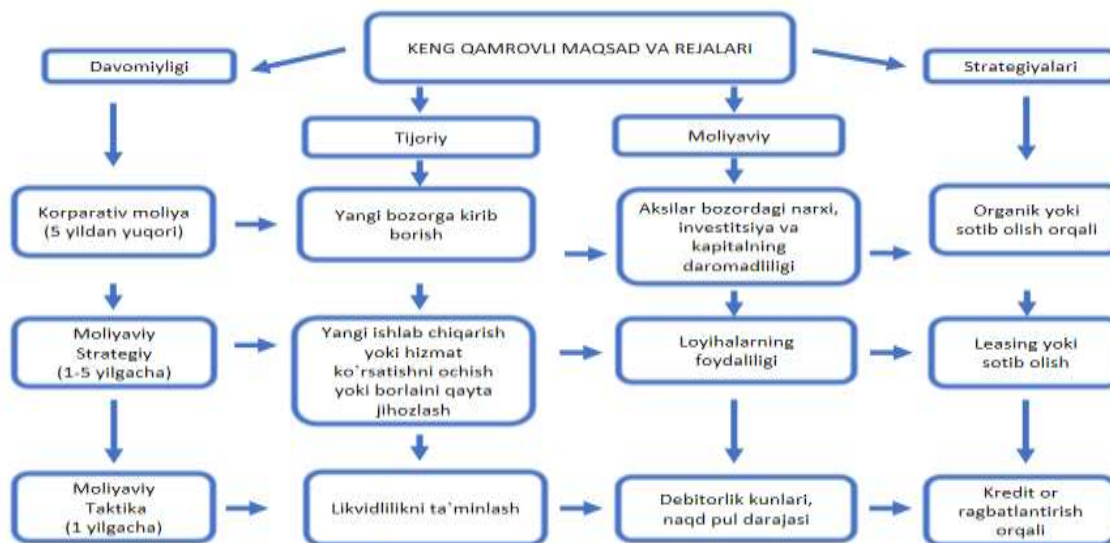 KENG QAMROVLI MAQSAD VA REJALARI
Davomiyligi
Strategiyalari
Tijoriy
Moliyaviy
Korparativ moliya
(5 yildan yuqori)
Yangi bozorga kirib
borish
Aksilar bozordagi narxi,
investitsiya va
kapitalning
daromadliligi
Organik yoki
sotib olish orqali
Moliyaviy
Strategiy
(1-5 yilgacha)
Yangi ishlab chiqarish
yoki hizmat
ko`rsatishni ochish
yoki borlaini qayta
jihozlash
Loyihalarning
foydaliligi
Leasing yoki
sotib olish
Moliyaviy
Taktika
(1 yilgacha)
Likvidlilikni ta`minlash
Debitorlik kunlari,
naqd pul darajasi
Kredit or
ragbatlantirish
orqali